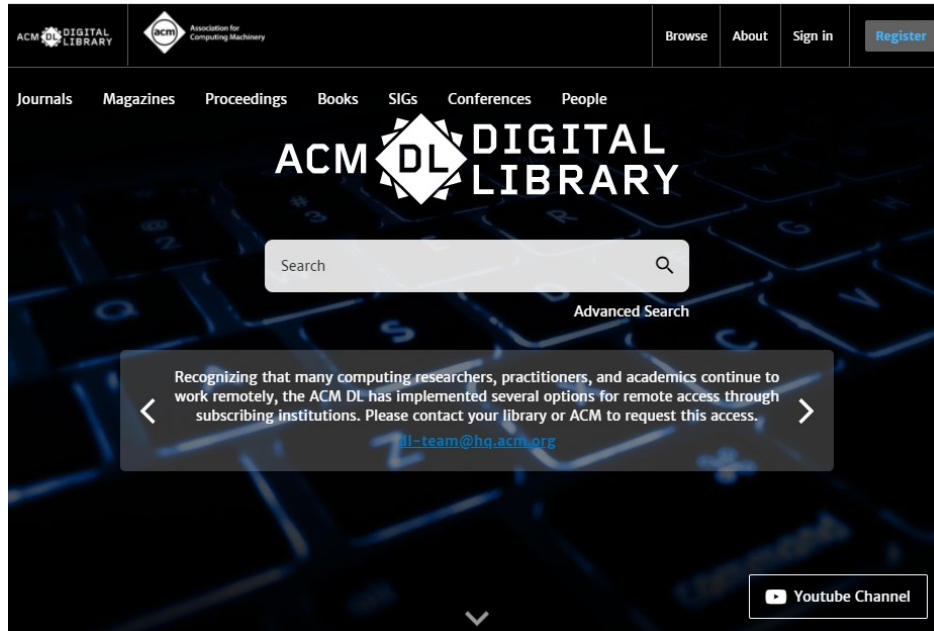 ACM DL DIGITAL LIBRARY
acm Association for Computing Machinery
Browse
About
Sign in
Register
Journals
Magazines
Proceedings
Books
SIGs
Conferences
People
ACM DL DIGITAL LIBRARY
Search
Advanced Search
Recognizing that many computing researchers, practitioners, and academics continue to
work remotely, the ACM DL has implemented several options for remote access through
subscribing institutions. Please contact your library or ACM to request this access.
dl-team@hq.acm.org
Youtube Channel